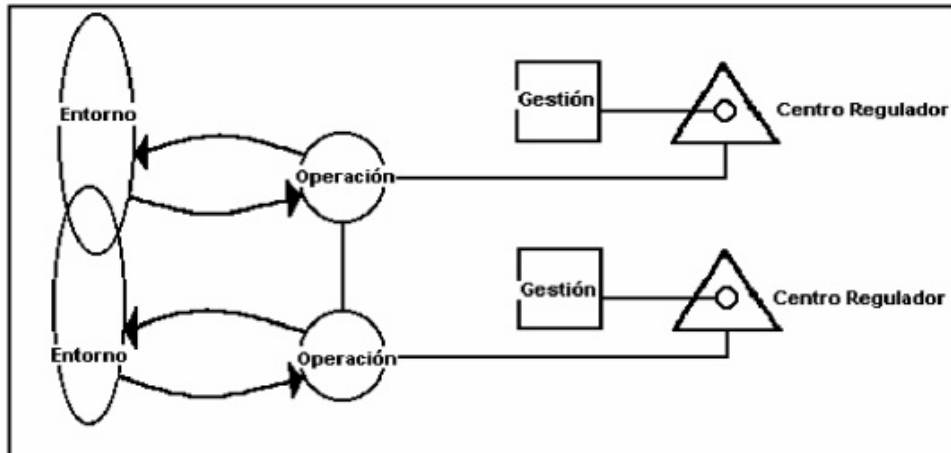 Entorno
Gestión
Centro Regulador
Operación
Gestión
Centro Regulador
Entorno
Operación